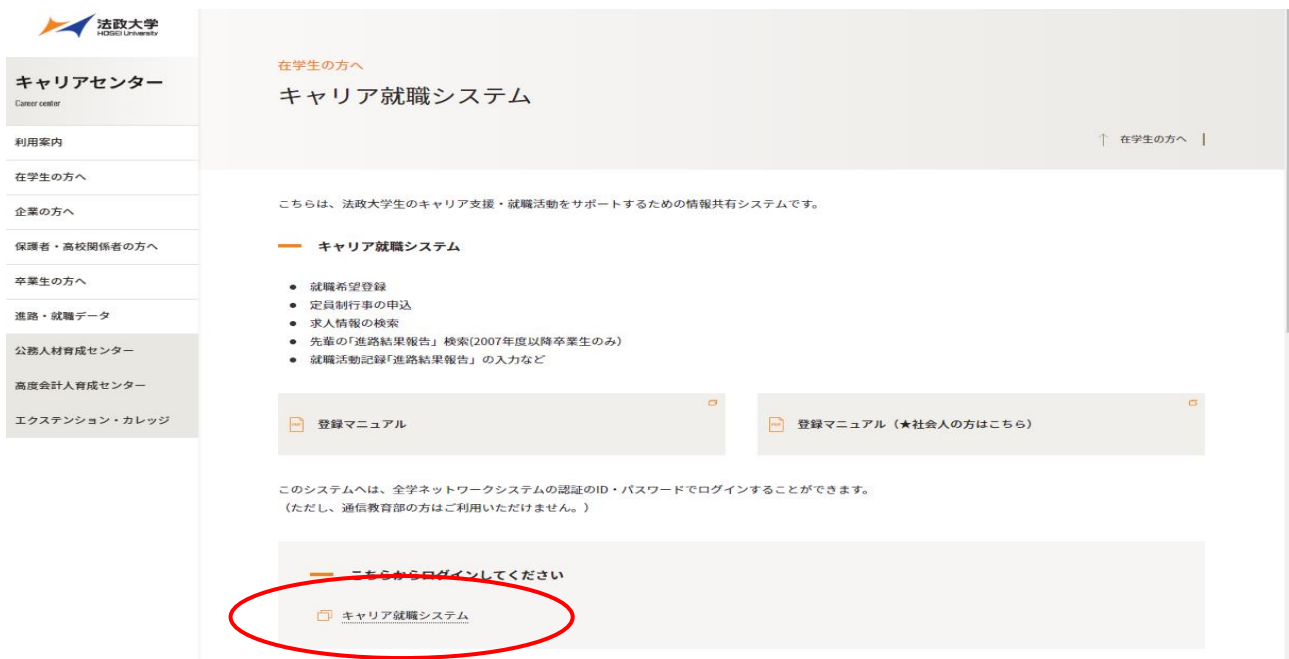 法政大学
HOSEI University
キャリアセンター
Career center
利用案内
在学生の方へ
企業の方へ
保護者・高校関係者の方へ
卒業生の方へ
進路・就職データ
公務人材育成センター
高度会計人育成センター
エクステンション・カレッジ
在学生の方へ
キャリア就職システム
↑ 在学生の方へ
こちらは、法政大学生のキャリア支援・就職活動をサポートするための情報共有システムです。
キャリア就職システム
● 就職希望登録
● 定員制行事の申込
● 求人情報の検索
● 先輩の「進路結果報告」検索(2007年度以降卒業生のみ)
● 就職活動記録「進路結果報告」の入力など
PDF 登録マニュアル
PDF 登録マニュアル（★社会人の方はこちら）
このシステムへは、全学ネットワークシステムの認証のID・パスワードでログインすることができます。
（ただし、通信教育部の方はご利用いただけません。）
こちらからログインしてください
キャリア就職システム